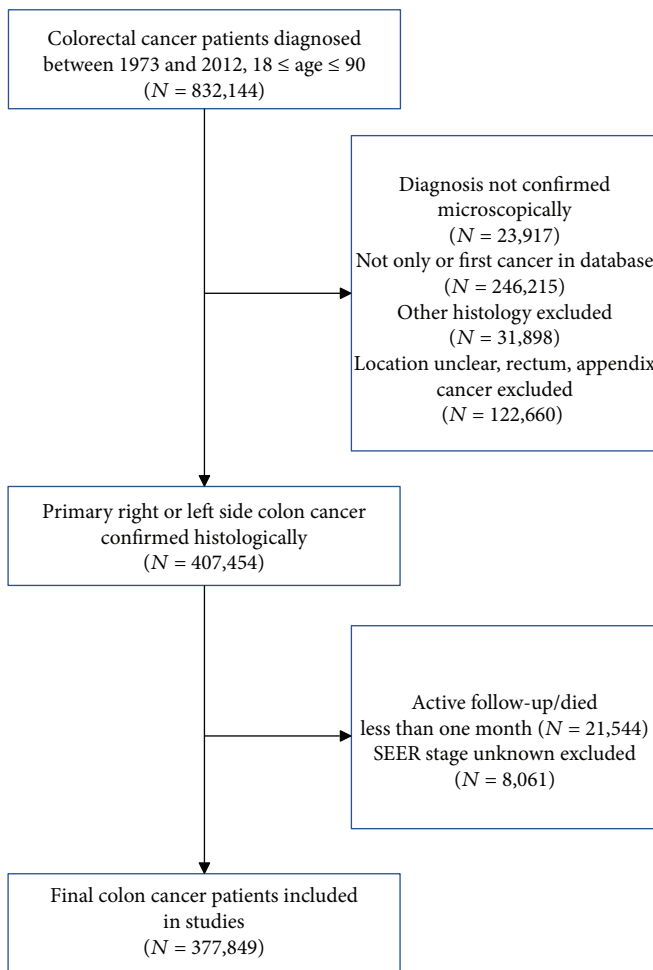 Colorectal cancer patients diagnosed
between 1973 and 2012, 18 ≤ age ≤ 90
(N = 832,144)
Diagnosis not confirmed
microscopically
(N = 23,917)
Not only or first cancer in database
(N = 246,215)
Other histology excluded
(N = 31,898)
Location unclear, rectum, appendix
cancer excluded
(N = 122,660)
Primary right or left side colon cancer
confirmed histologically
(N = 407,454)
Active follow-up/died
less than one month (N = 21,544)
SEER stage unknown excluded
(N = 8,061)
Final colon cancer patients included
in studies
(N = 377,849)